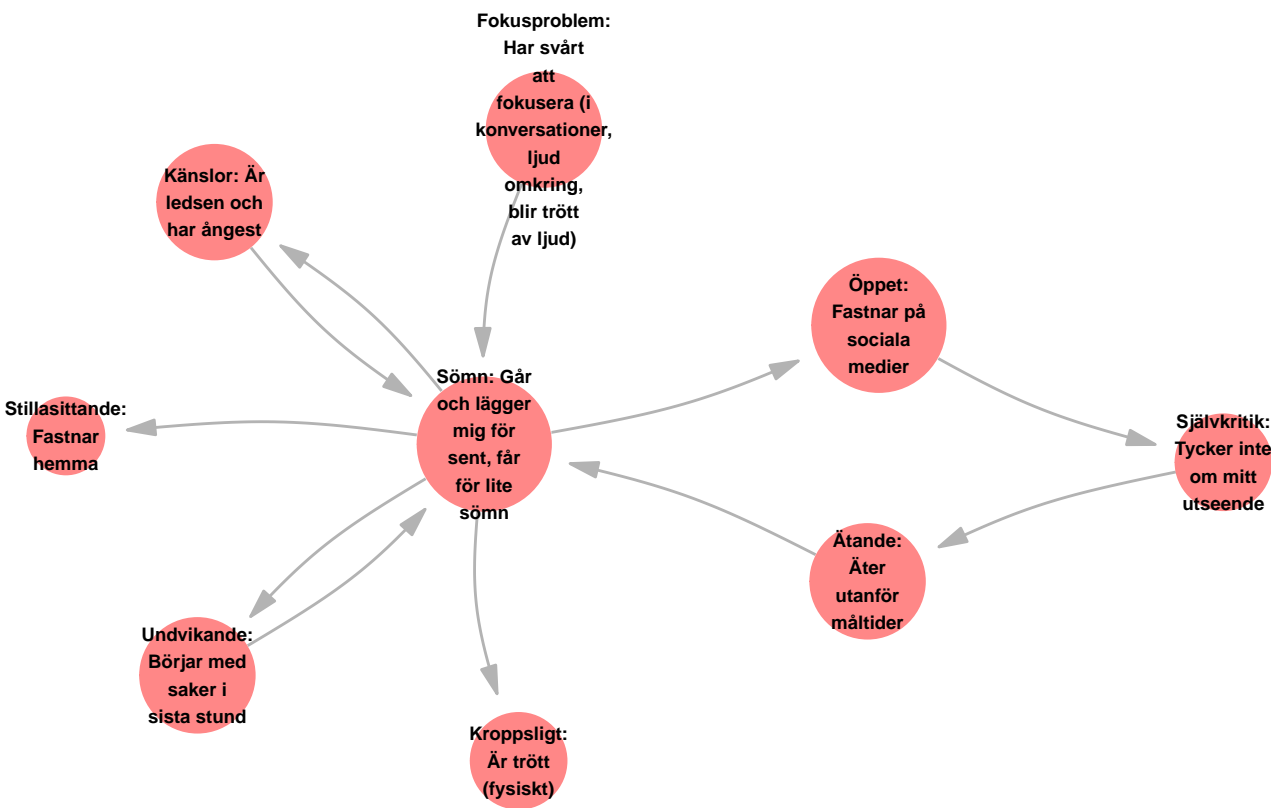 Fokusproblem:
Har svårt
att
fokusera (i
konversationer,
ljud
omkring,
blir trött
av ljud)
Känslor: Är
ledsen och
har ångest
Öppet:
Fastnar på
sociala
medier
Sömn: Går
och lägger
mig för
sent, får
för lite
sömn
Stillasittande:
Fastnar
hemma
Självkritik:
Tycker inte
om mitt
utseende
Ätande:
Äter
utanför
måltider
Undvikande:
Börjar med
saker i
sista stund
Kroppsligt:
Är trött
(fysiskt)